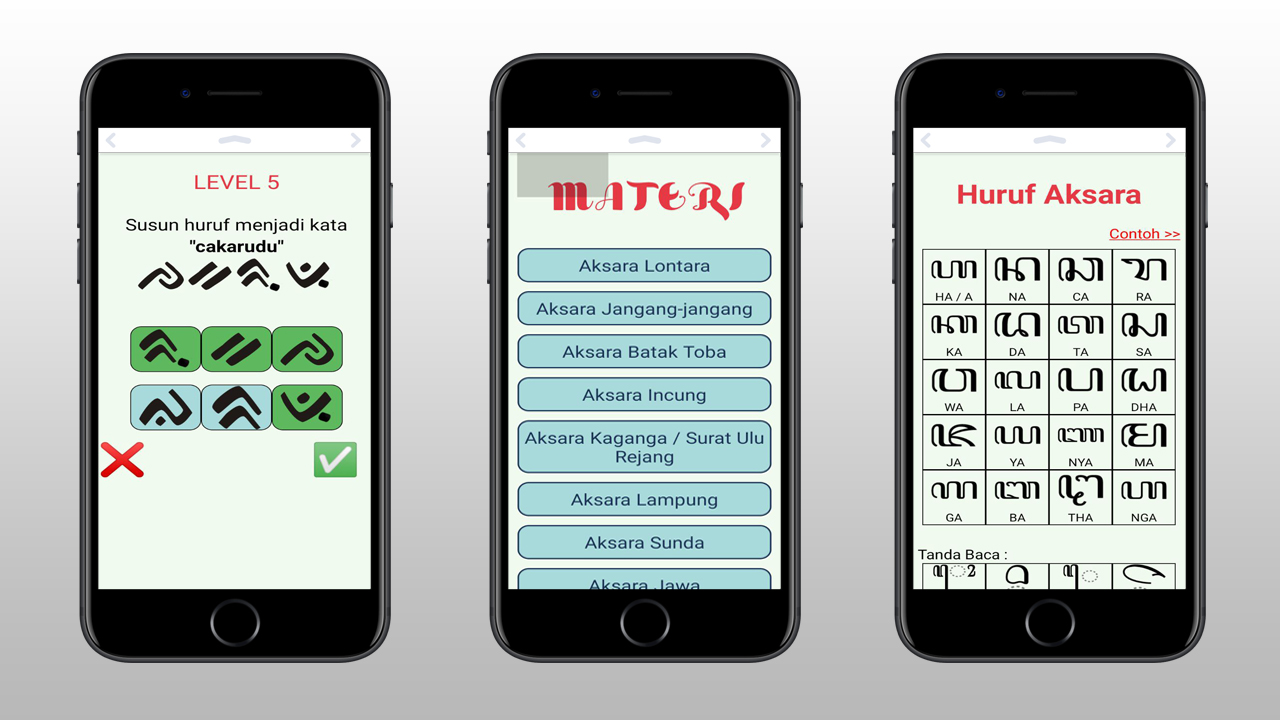 LEVEL 5
Susun huruf menjadi kata
"cakarudu"
MATERI
Aksara Lontara
Aksara Jangang-jangang
Aksara Batak Toba
Aksara Incung
Aksara Kaganga / Surat Ulu
Rejang
Aksara Lampung
Aksara Sunda
Aksara Jawa
Huruf Aksara
Contoh >>
ꦲ ꦤ ꦕ ꦫ
HA / A NA CA RA
ꦏ ꦢ ꦠ ꦱ
KA DA TA SA
ꦮ ꦭ ꦥ ꦝ
WA LA PA DHA
ꦗ ꦪ ꦚ ꦩ
JA YA NYA MA
ꦒ ꦧ ꦛ ꦔ
GA BA THA NGA
Tanda Baca :